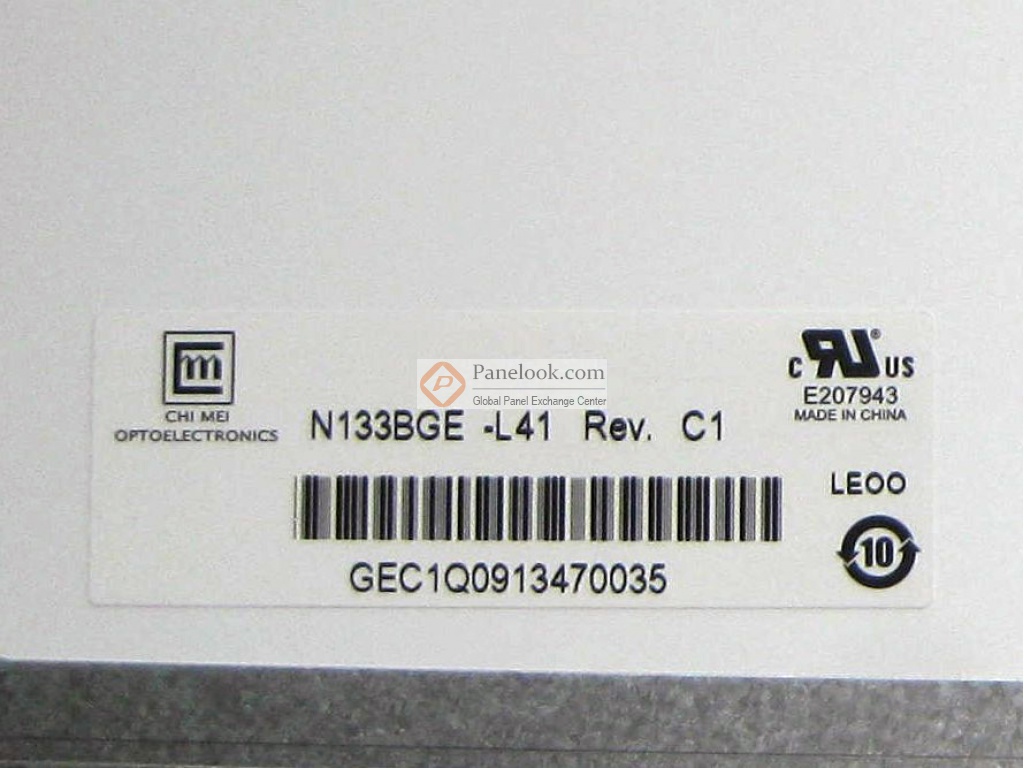 CHI MEI
OPTOELECTRONICS
Panelook.com
Global Panel Exchange Center
N133BGE -L41 Rev. C1
GEC1Q0913470035
C RU® US
E207943
MADE IN CHINA
LEOO
10